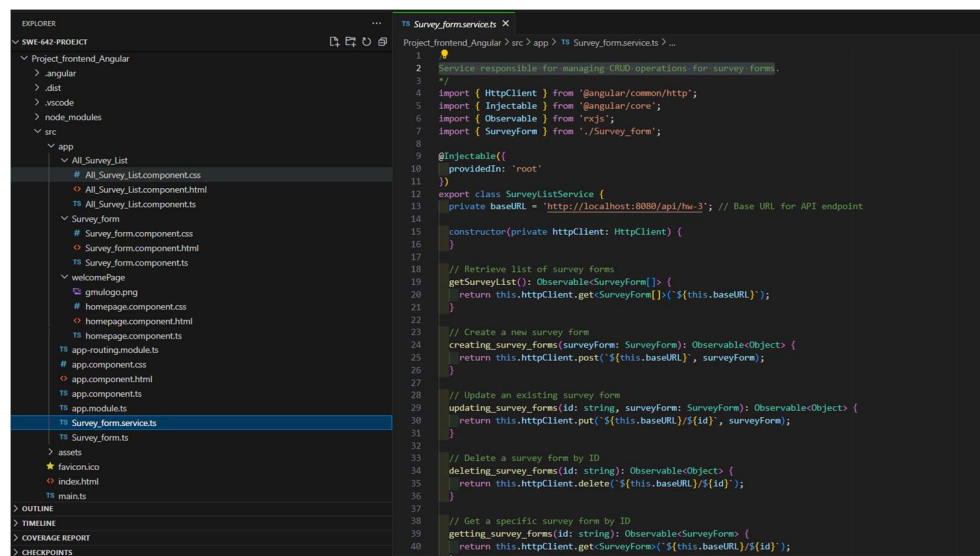 EXPLORER
SWE-642-PROEJCT
Project_frontend_Angular
.angular
.dist
.vscode
node_modules
src
app
All_Survey_List
# All_Survey_List.component.css
<> All_Survey_List.component.html
TS All_Survey_List.component.ts
Survey_form
# Survey_form.component.css
<> Survey_form.component.html
TS Survey_form.component.ts
welcomePage
gmulogo.png
# homepage.component.css
<> homepage.component.html
TS homepage.component.ts
TS app-routing.module.ts
# app.component.css
<> app.component.html
TS app.component.ts
TS app.module.ts
TS Survey_form.service.ts
TS Survey_form.ts
assets
favicon.ico
<> index.html
TS main.ts
OUTLINE
TIMELINE
COVERAGE REPORT
CHECKPOINTS
TS Survey_form.service.ts
Project_frontend_Angular > src > app > TS Survey_form.service.ts > ...
1
2 Service responsible for managing CRUD operations for survey forms.
3 */
4 import { HttpClient } from '@angular/common/http';
5 import { Injectable } from '@angular/core';
6 import { Observable } from 'rxjs';
7 import { SurveyForm } from './Survey_form';
8
9 @Injectable({
10 providedIn: 'root'
11 })
12 export class SurveyListService {
13 private baseURL = 'http://localhost:8080/api/hw-3'; // Base URL for API endpoint
14
15 constructor(private httpClient: HttpClient) {
16 }
17
18 // Retrieve list of survey forms
19 getSurveyList(): Observable<SurveyForm[]> {
20 return this.httpClient.get<SurveyForm[]>(`${this.baseURL}`);
21 }
22
23 // Create a new survey form
24 creating_survey_forms(surveyForm: SurveyForm): Observable<Object> {
25 return this.httpClient.post(`${this.baseURL}`, surveyForm);
26 }
27
28 // Update an existing survey form
29 updating_survey_forms(id: string, surveyForm: SurveyForm): Observable<Object> {
30 return this.httpClient.put(`${this.baseURL}/${id}`, surveyForm);
31 }
32
33 // Delete a survey form by ID
34 deleting_survey_forms(id: string): Observable<Object> {
35 return this.httpClient.delete(`${this.baseURL}/${id}`);
36 }
37
38 // Get a specific survey form by ID
39 getting_survey_forms(id: string): Observable<SurveyForm> {
40 return this.httpClient.get<SurveyForm>(`${this.baseURL}/${id}`);